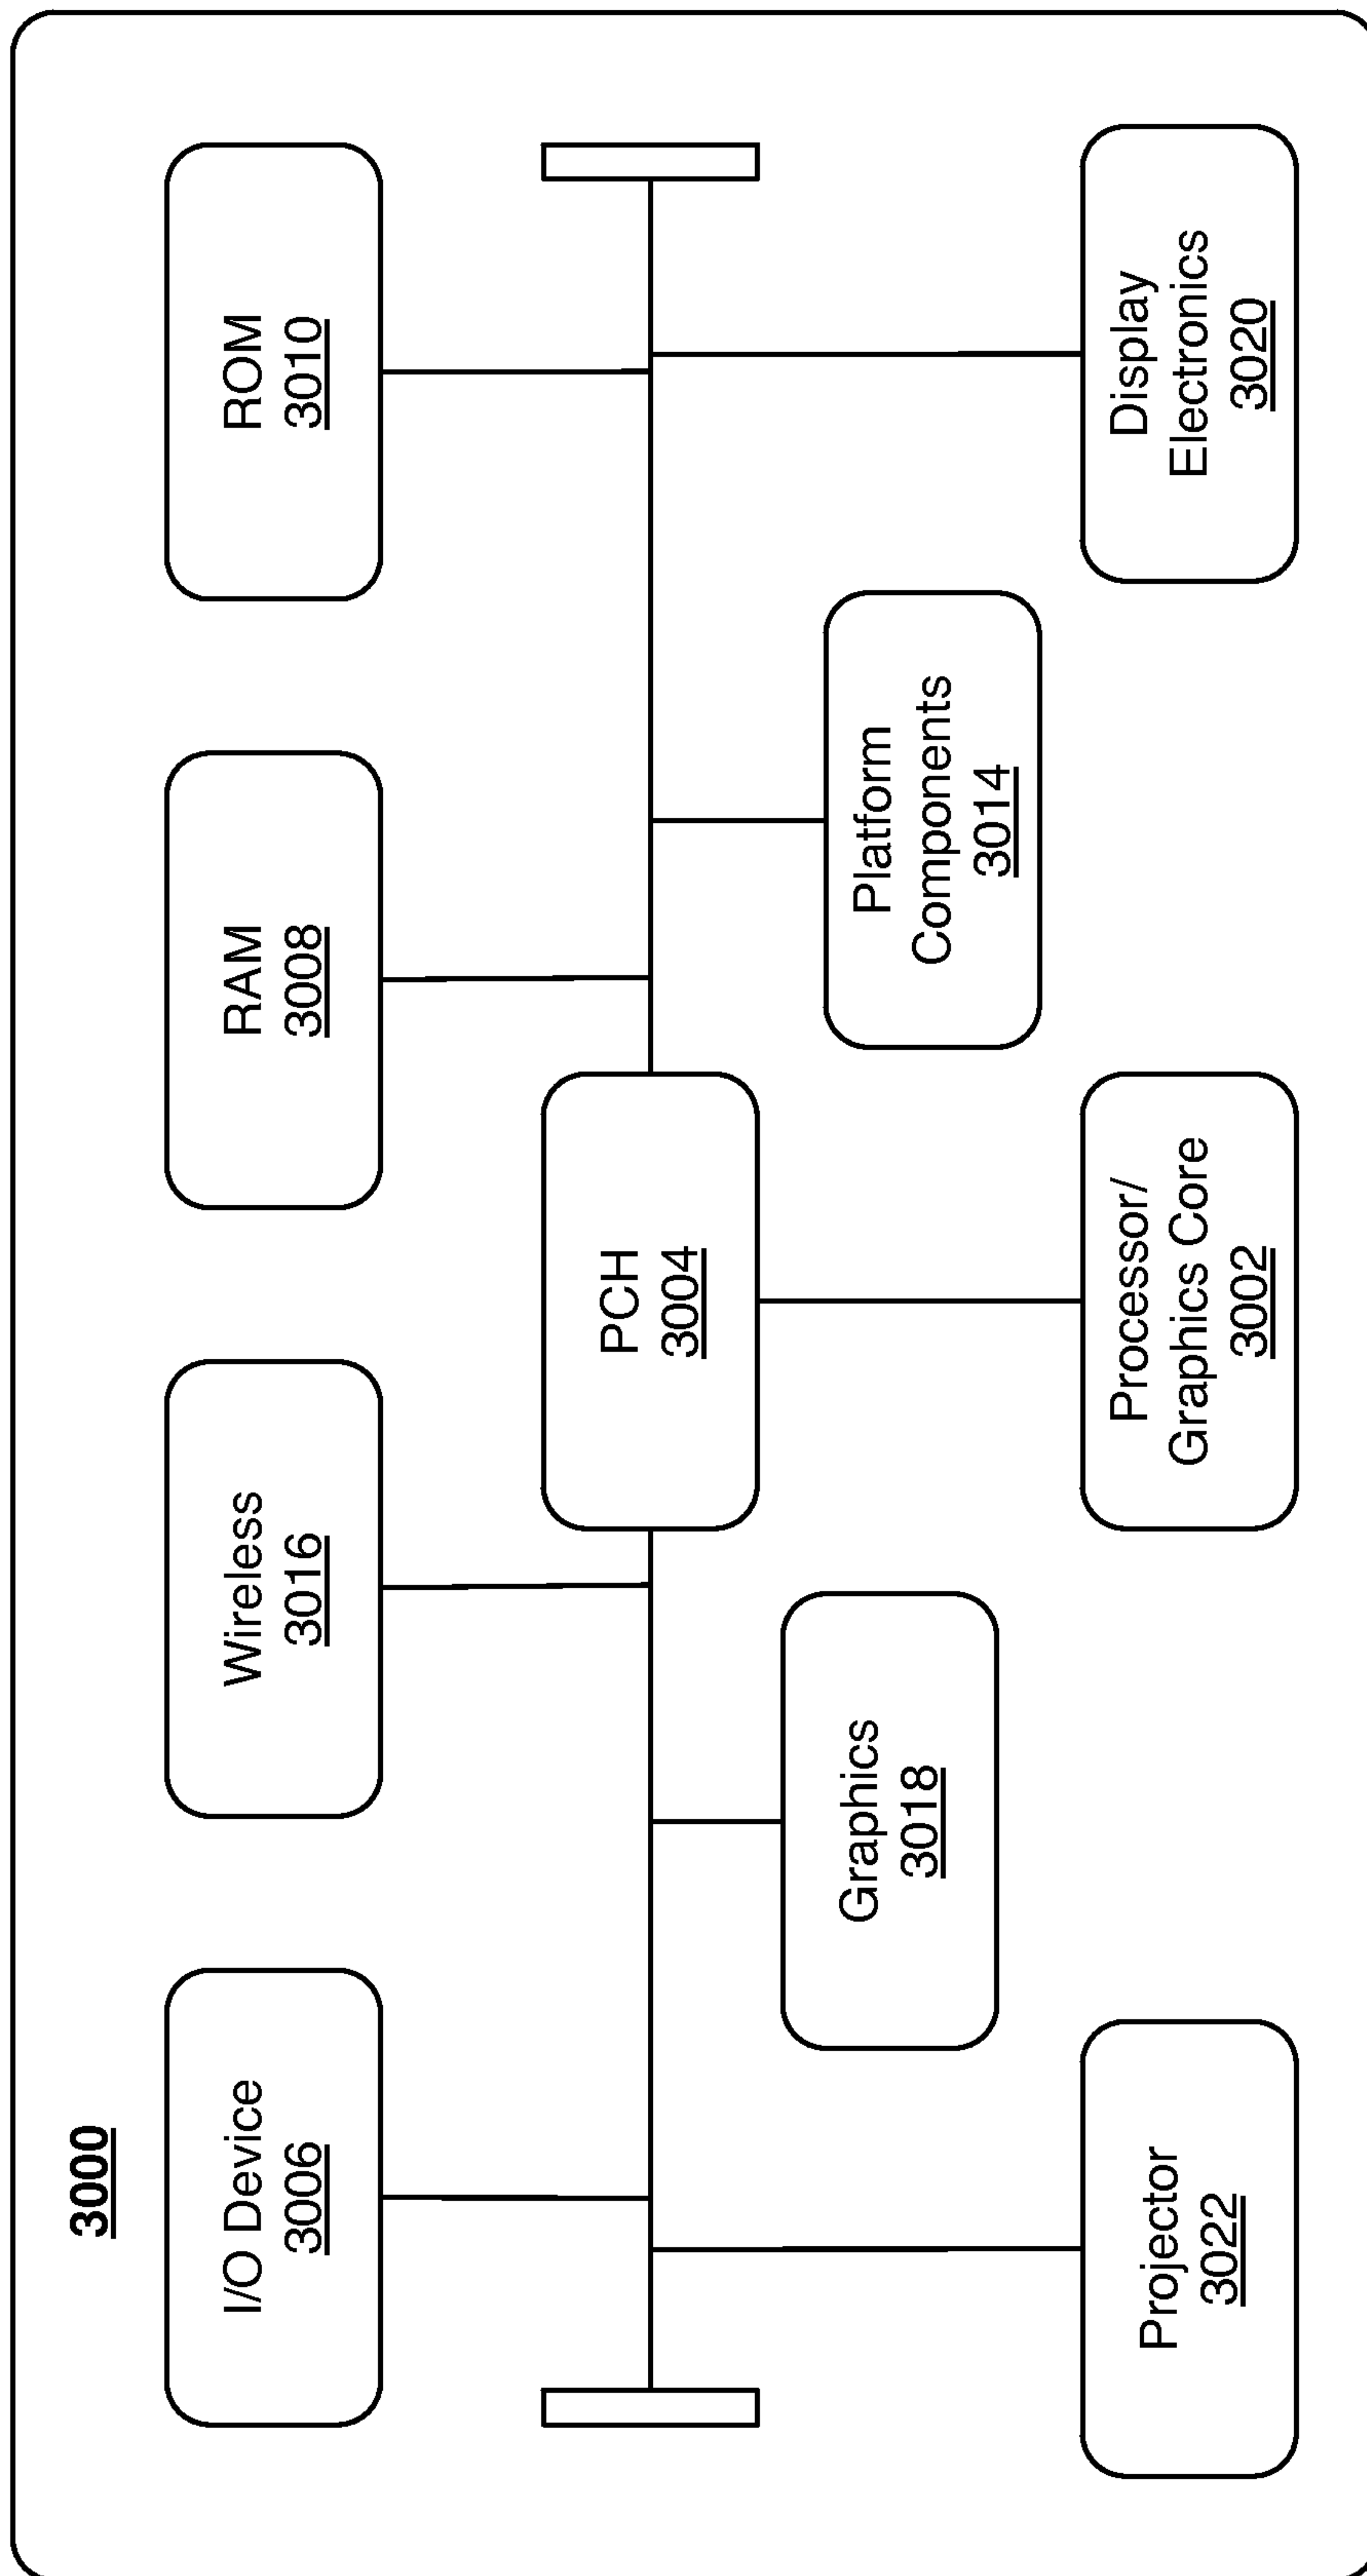 3000
I/O Device
3006
Wireless
3016
RAM
3008
ROM
3010
PCH
3004
Graphics
3018
Platform
Components
3014
Projector
3022
Processor/
Graphics Core
3002
Display
Electronics
3020